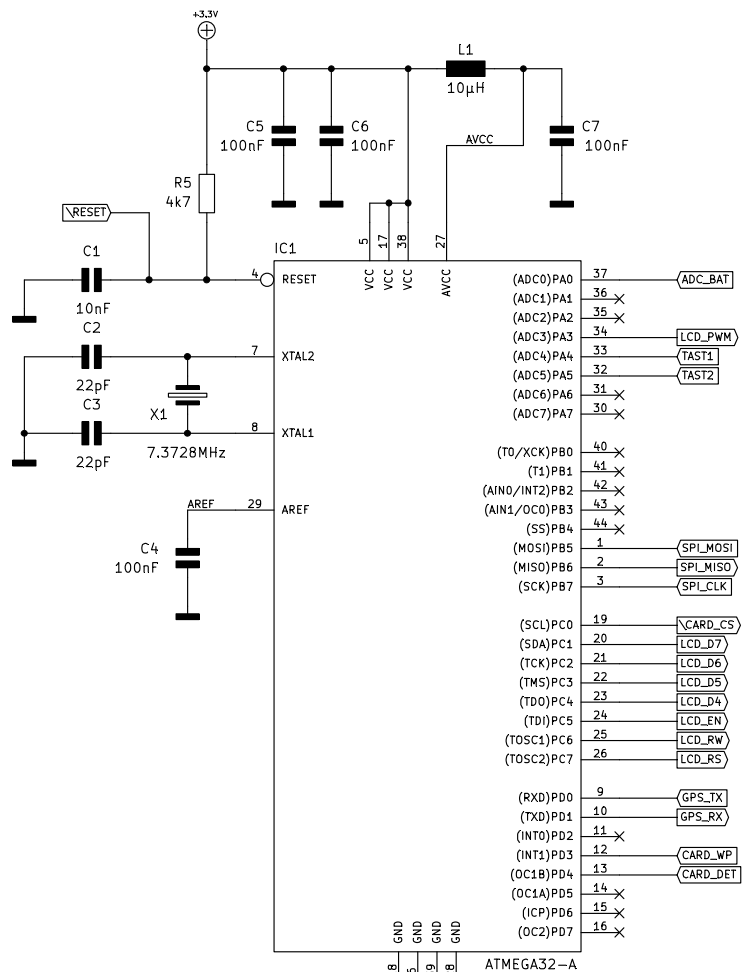 +3.3V
L1
10µH
C5
100nF
C6
100nF
C7
100nF
AVCC
R5
4k7
\RESET
5
17
38
27
IC1
VCC
VCC
VCC
AVCC
C1
10nF
4
RESET
C2
22pF
7
XTAL2
X1
7.3728MHz
C3
22pF
8
XTAL1
AREF
29
AREF
C4
100nF
(ADC0)PA0
37
ADC_BAT
(ADC1)PA1
36
(ADC2)PA2
35
(ADC3)PA3
34
LCD_PWM
(ADC4)PA4
33
TAST1
(ADC5)PA5
32
TAST2
(ADC6)PA6
31
(ADC7)PA7
30
(T0/XCK)PB0
40
(T1)PB1
41
(AIN0/INT2)PB2
42
(AIN1/OC0)PB3
43
(SS)PB4
44
(MOSI)PB5
1
SPI_MOSI
(MISO)PB6
2
SPI_MISO
(SCK)PB7
3
SPI_CLK
(SCL)PC0
19
\CARD_CS
(SDA)PC1
20
LCD_D7
(TCK)PC2
21
LCD_D6
(TMS)PC3
22
LCD_D5
(TDO)PC4
23
LCD_D4
(TDI)PC5
24
LCD_EN
(TOSC1)PC6
25
LCD_RW
(TOSC2)PC7
26
LCD_RS
(RXD)PD0
9
GPS_TX
(TXD)PD1
10
GPS_RX
(INT0)PD2
11
(INT1)PD3
12
CARD_WP
(OC1B)PD4
13
CARD_DET
(OC1A)PD5
14
(ICP)PD6
15
(OC2)PD7
16
GND
GND
GND
GND
ATMEGA32-A